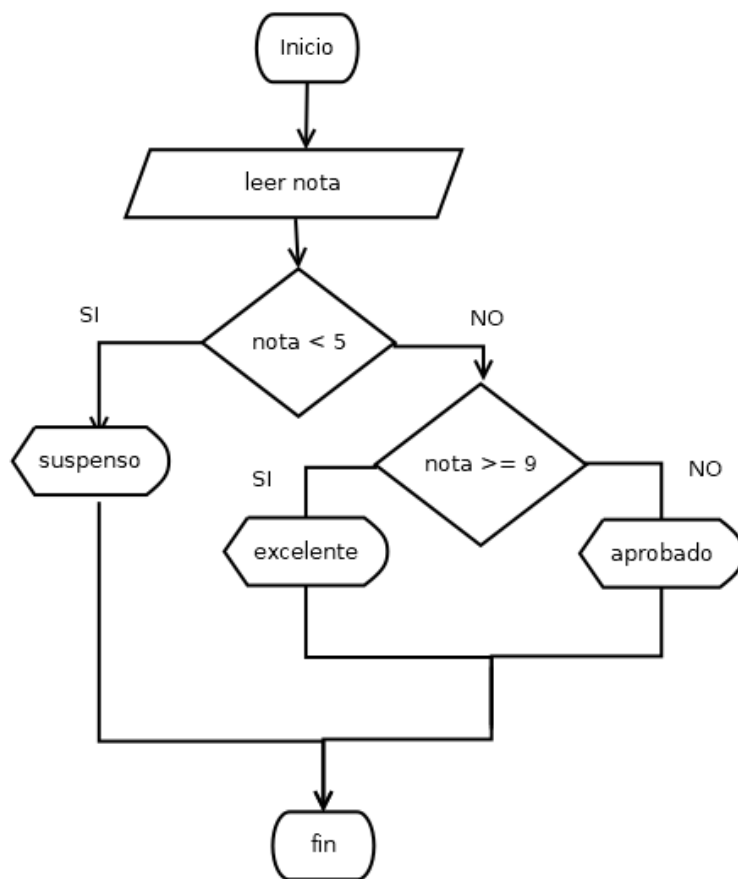 Inicio
leer nota
SI
nota < 5
NO
suspenso
SI
nota >= 9
NO
excelente
aprobado
fin